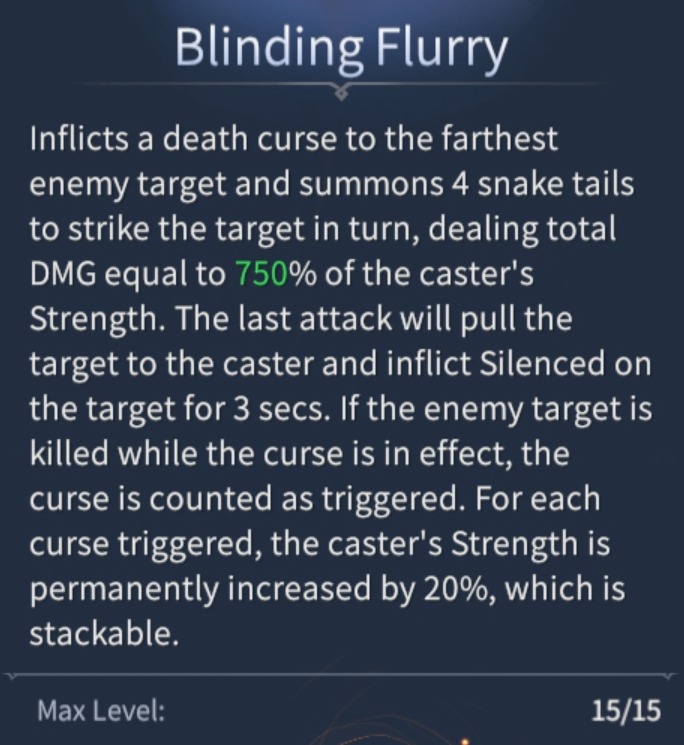 Blinding Flurry
Inflicts a death curse to the farthest
enemy target and summons 4 snake tails
to strike the target in turn, dealing total
DMG equal to 750% of the caster's
Strength. The last attack will pull the
target to the caster and inflict Silenced on
the target for 3 secs. If the enemy target is
killed while the curse is in effect, the
curse is counted as triggered. For each
curse triggered, the caster's Strength is
permanently increased by 20%, which is
stackable.
Max Level: 15/15